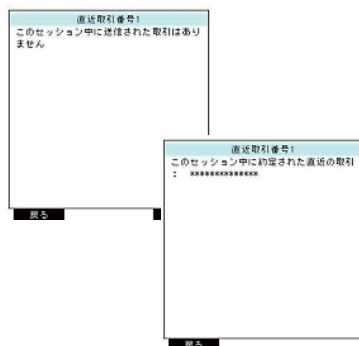 直近取引番号1
このセッション中に送信された取引はあり
ません
戻る
直近取引番号1
このセッション中に約定された直近の取引
： **************
戻る